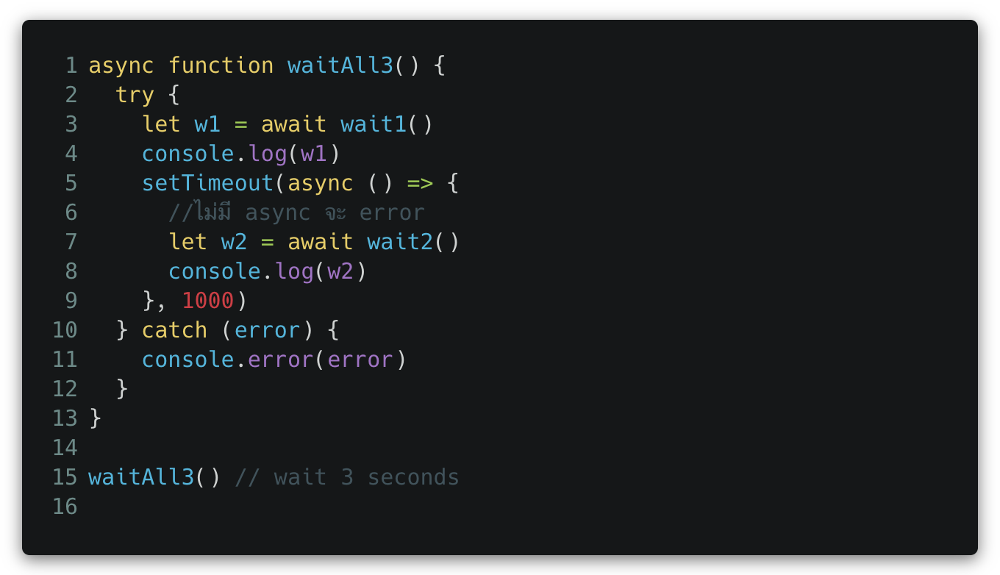 1 async function waitAll3() {
2   try {
3     let w1 = await wait1()
4     console.log(w1)
5     setTimeout(async () => {
6       //ไม่มี async จะ error
7       let w2 = await wait2()
8       console.log(w2)
9     }, 1000)
10   } catch (error) {
11     console.error(error)
12   }
13 }
14
15 waitAll3() // wait 3 seconds
16